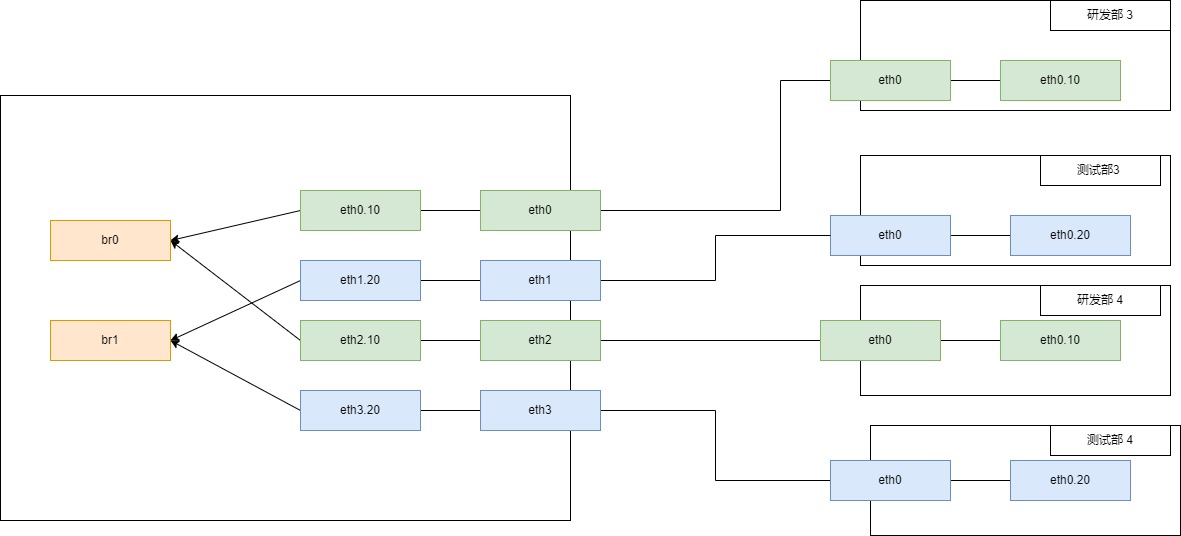 研发部 3
eth0
eth0.10
测试部3
eth0.10
eth0
br0
eth0
eth0.20
eth1.20
eth1
研发部 4
br1
eth2.10
eth2
eth0
eth0.10
eth3.20
eth3
测试部 4
eth0
eth0.20